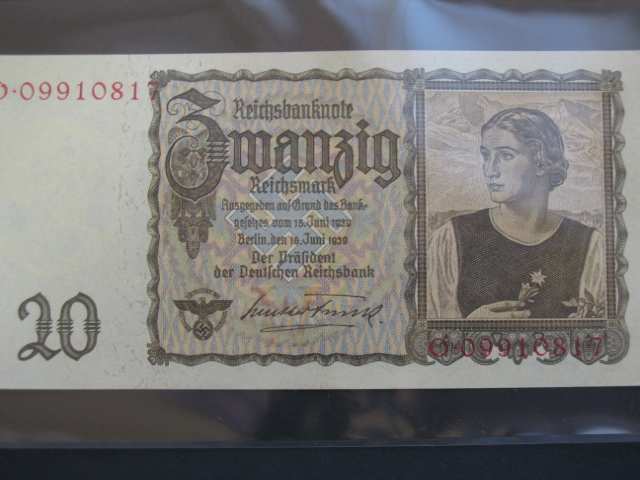 O·09910817
Reichsbanknote
Zwanzig
Reichsmark
Ausgegeben auf Grund des Bank-
gesetzes vom 15. Juni 1939
Berlin, den 16. Juni 1939
Der Präsident
der Deutschen Reichsbank
20
O·09910817